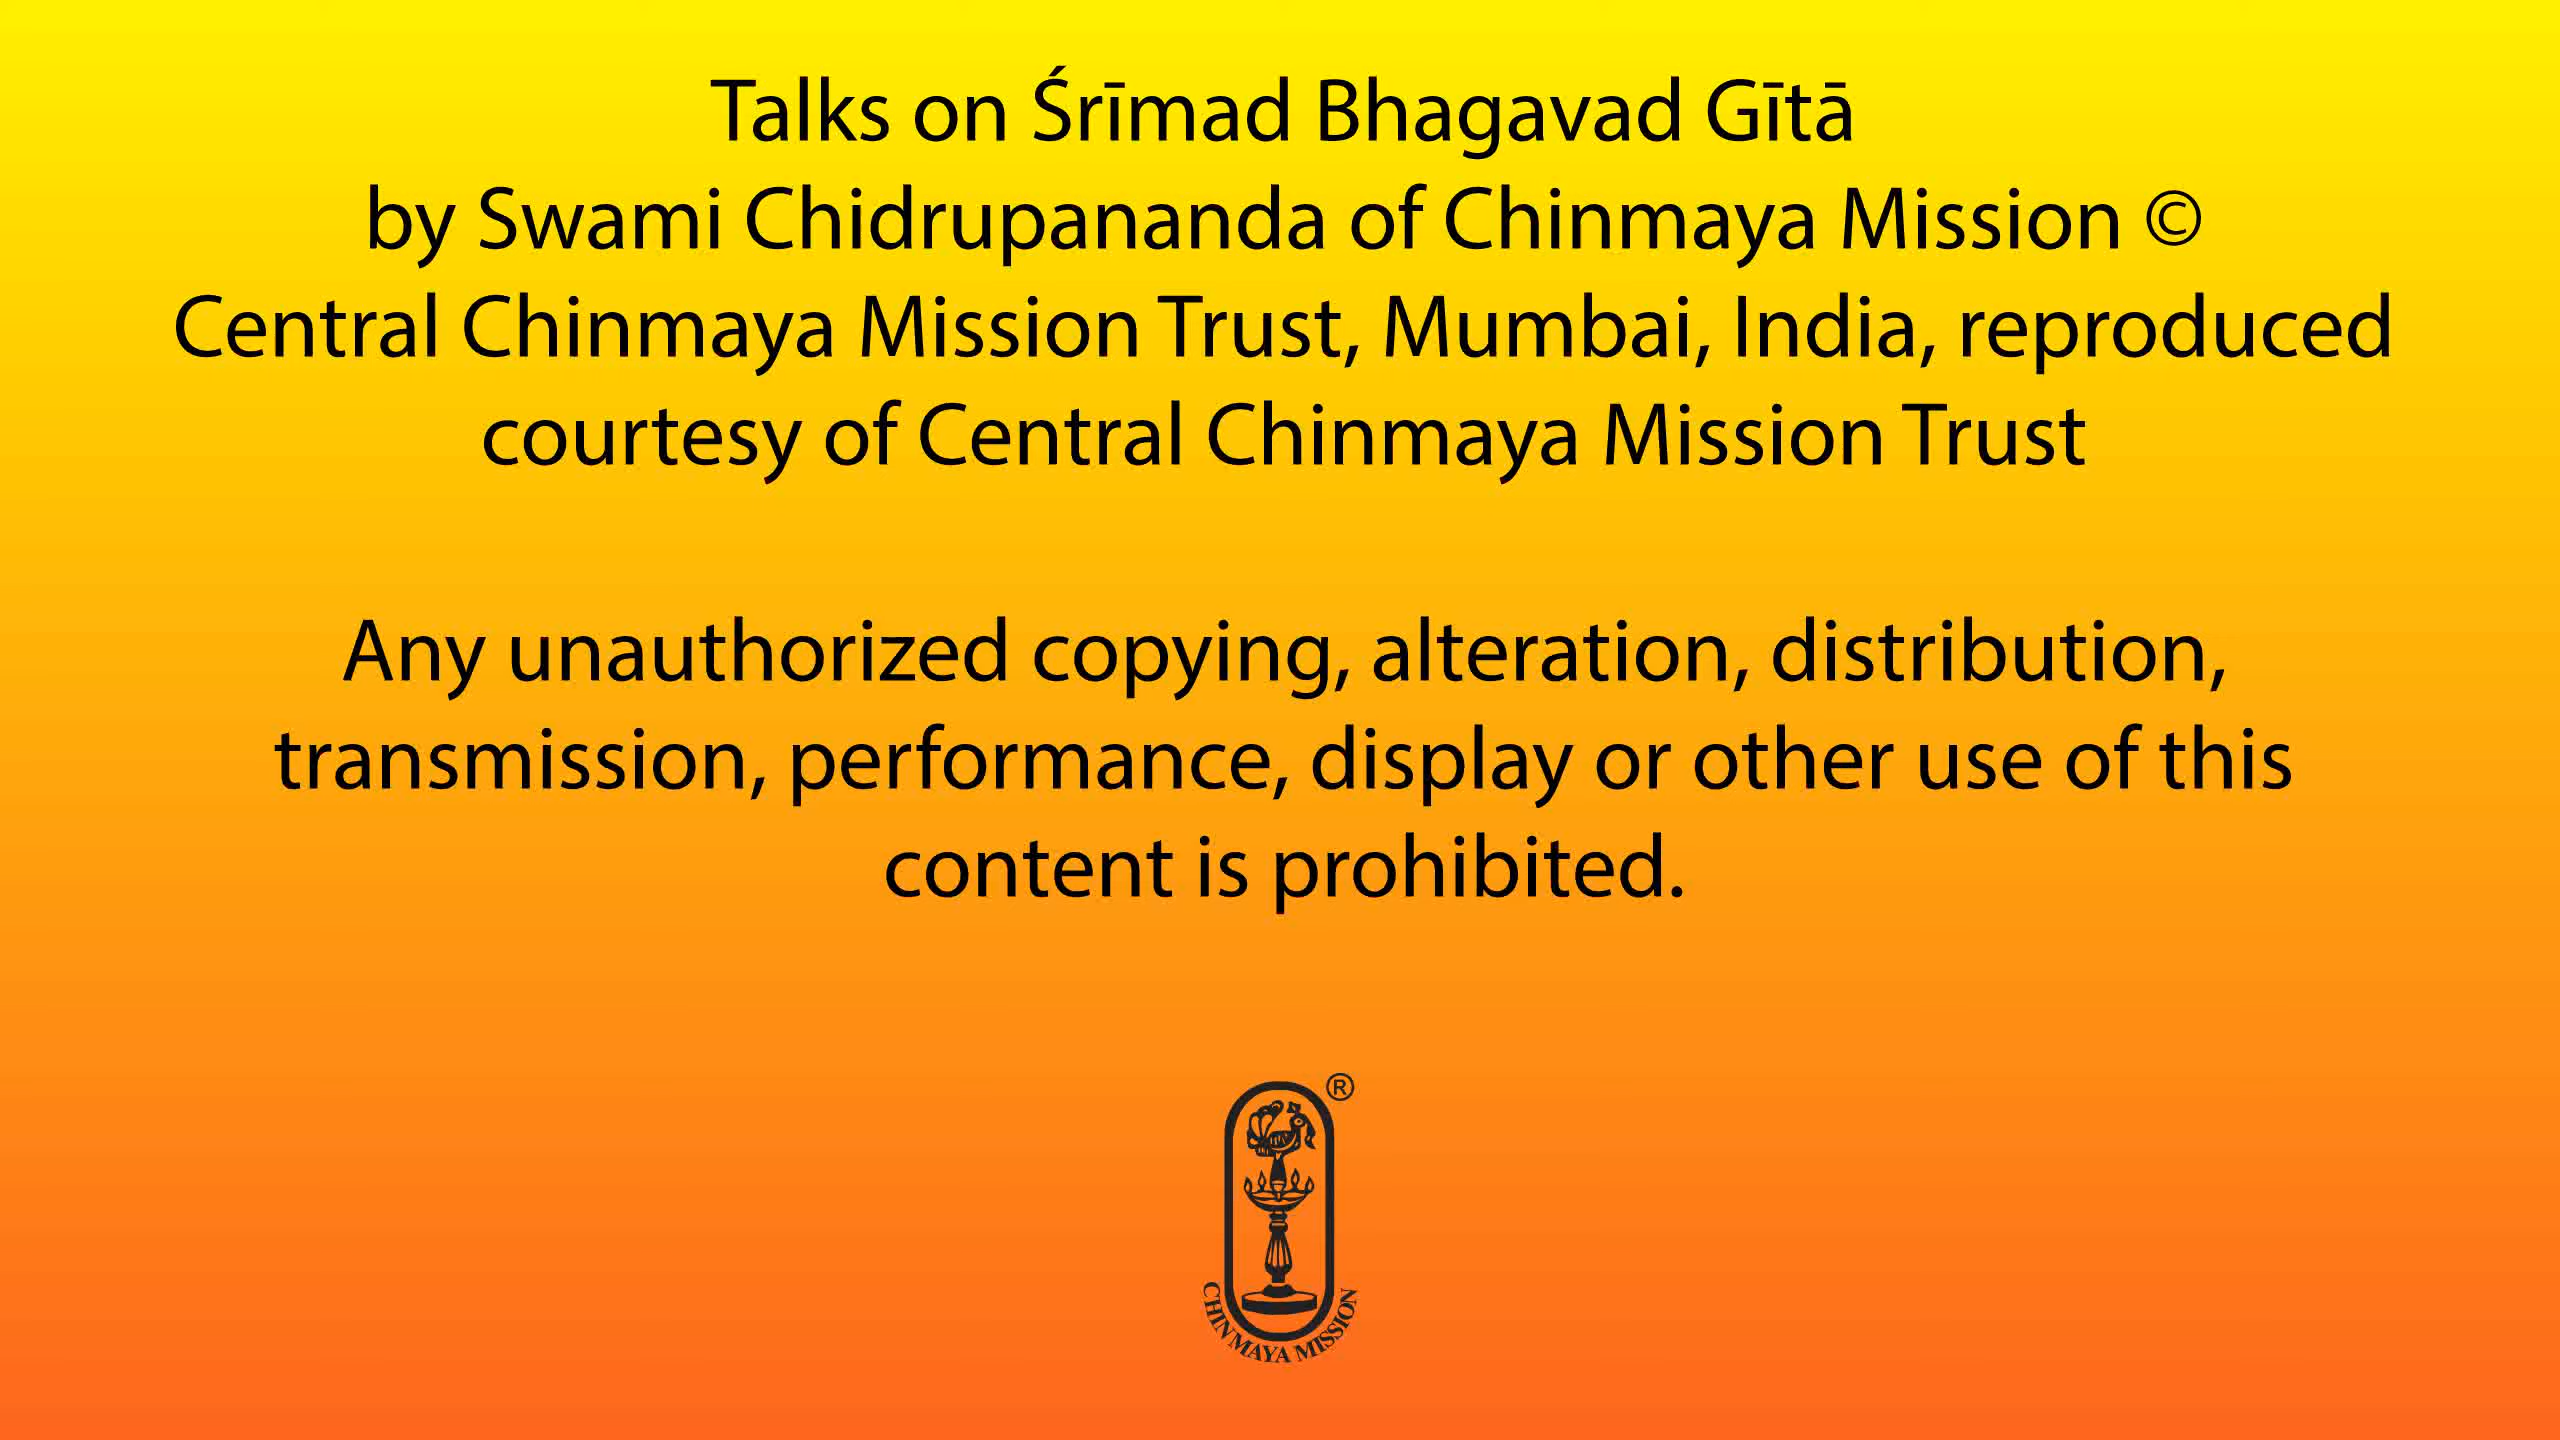 Talks on Śrīmad Bhagavad Gītā
by Swami Chidrupananda of Chinmaya Mission ©
Central Chinmaya Mission Trust, Mumbai, India, reproduced
courtesy of Central Chinmaya Mission Trust
Any unauthorized copying, alteration, distribution,
transmission, performance, display or other use of this
content is prohibited.
®
CHINMAYA MISSION